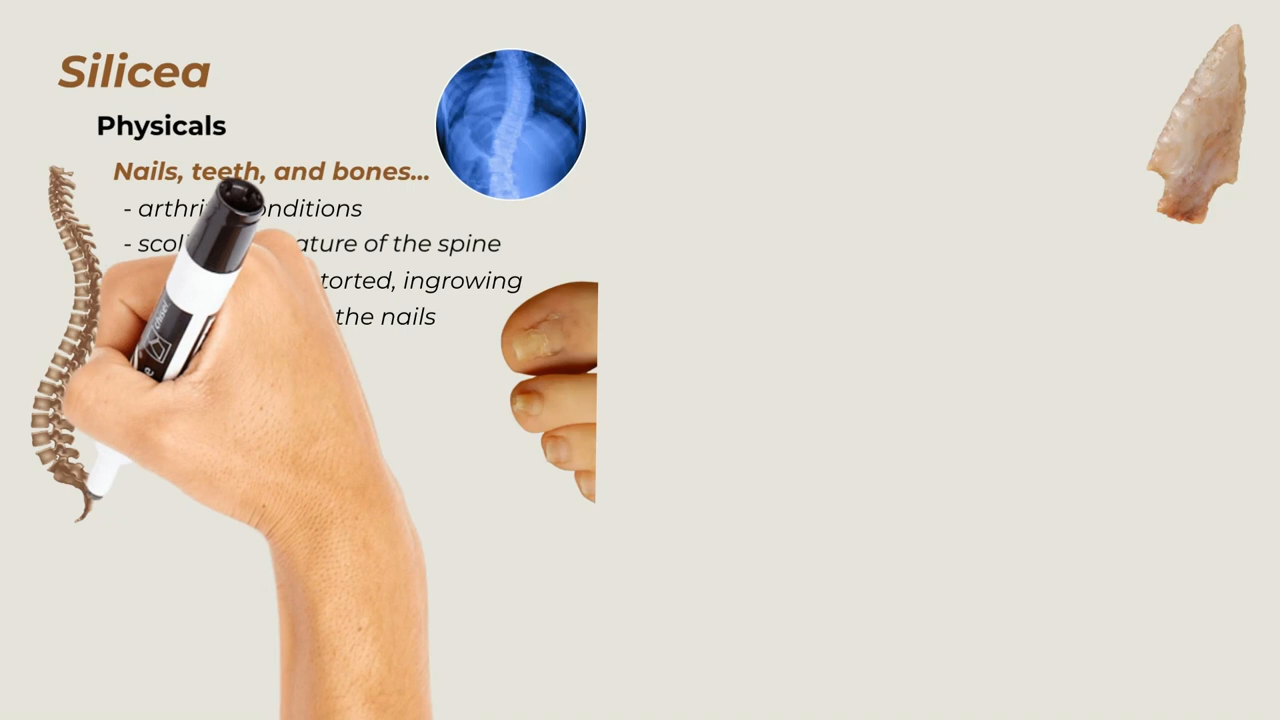 Silicea
Physicals
Nails, teeth, and bones...
- arthri onditions
- scol ature of the spine
torted, ingrowing
the nails